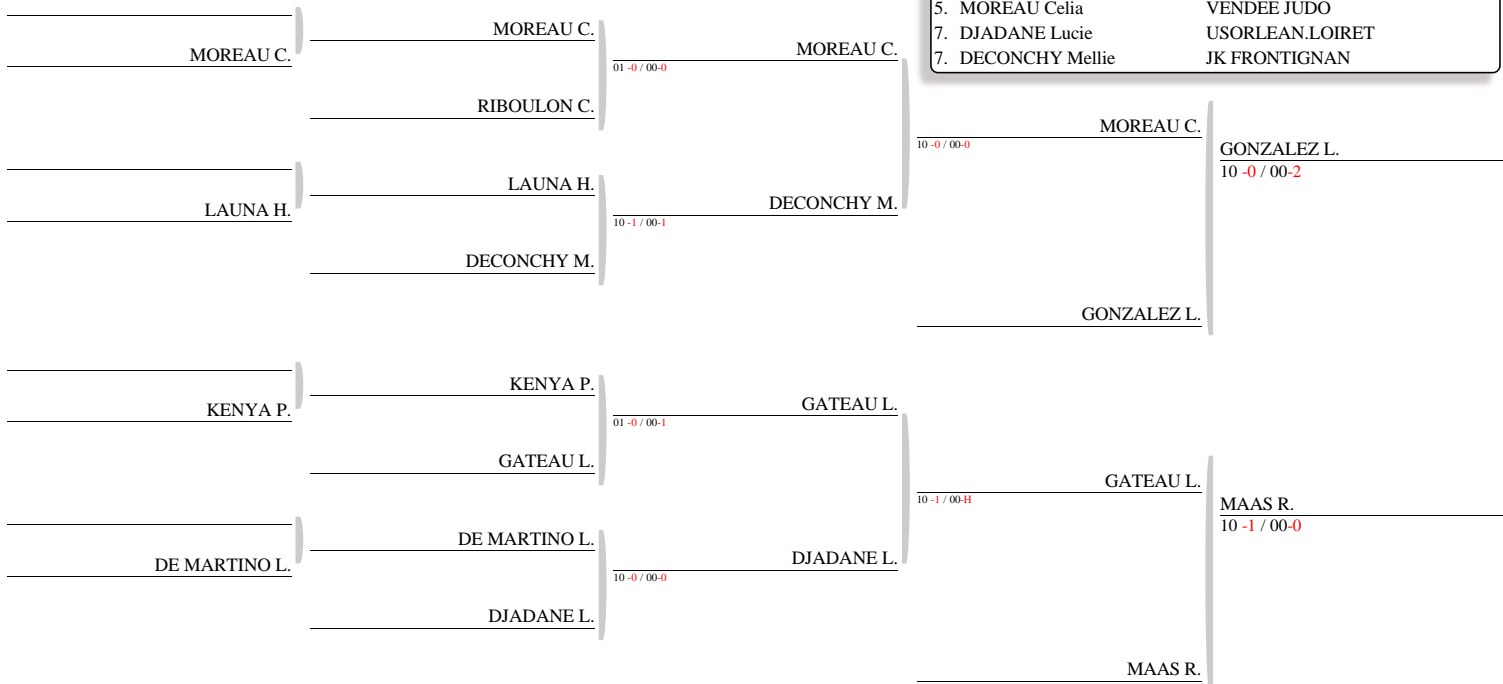 5. MOREAU Celia VENDEE JUDO
7. DJADANE Lucie USORLEAN.LOIRET
7. DECONCHY Mellie JK FRONTIGNAN
MOREAU C.
MOREAU C.
MOREAU C.
01 -0 / 00-0
RIBOULON C.
MOREAU C.
10 -0 / 00-0
GONZALEZ L.
10 -0 / 00-2
LAUNA H.
LAUNA H.
DECONCHY M.
10 -1 / 00-1
DECONCHY M.
GONZALEZ L.
KENYA P.
KENYA P.
GATEAU L.
01 -0 / 00-1
GATEAU L.
GATEAU L.
10 -1 / 00-H
MAAS R.
10 -1 / 00-0
DE MARTINO L.
DE MARTINO L.
DJADANE L.
10 -0 / 00-0
DJADANE L.
MAAS R.